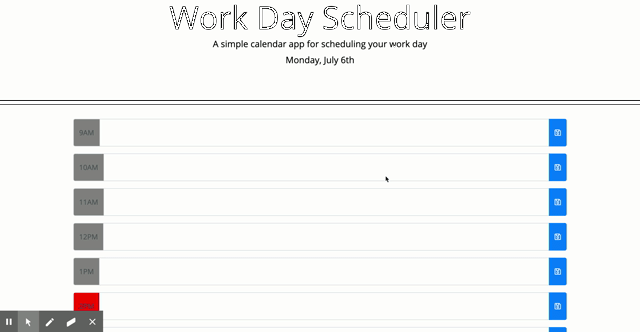 Work Day Scheduler
A simple calendar app for scheduling your work day
Monday, July 6th
9AM
10AM
11AM
12PM
1PM